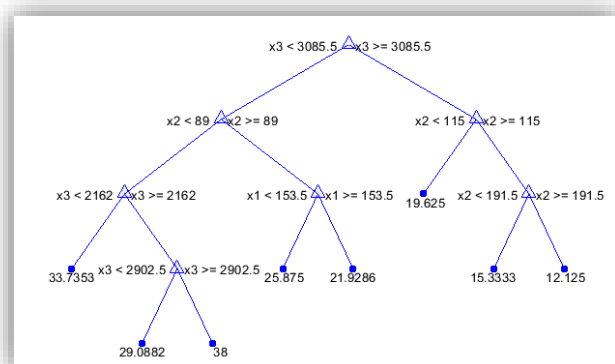 x3 < 3085.5 x3 >= 3085.5
x2 < 89 x2 >= 89
x2 < 115 x2 >= 115
x3 < 2162 x3 >= 2162
x1 < 153.5 x1 >= 153.5
19.625
x2 < 191.5 x2 >= 191.5
33.7353
x3 < 2902.5 x3 >= 2902.5
25.875
21.9286
15.3333
12.125
29.0882
38